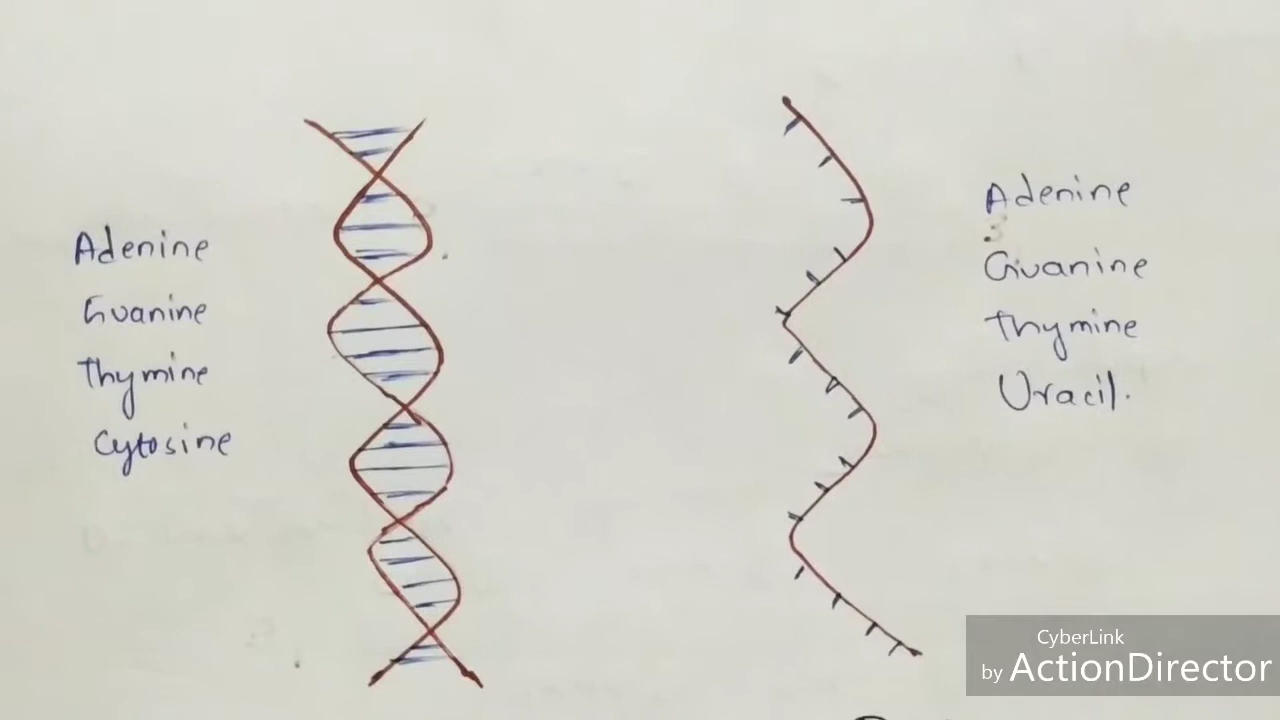 Adenine
Guanine
Thymine
Cytosine
Adenine
Guanine
Thymine
Uracil.
CyberLink
by ActionDirector